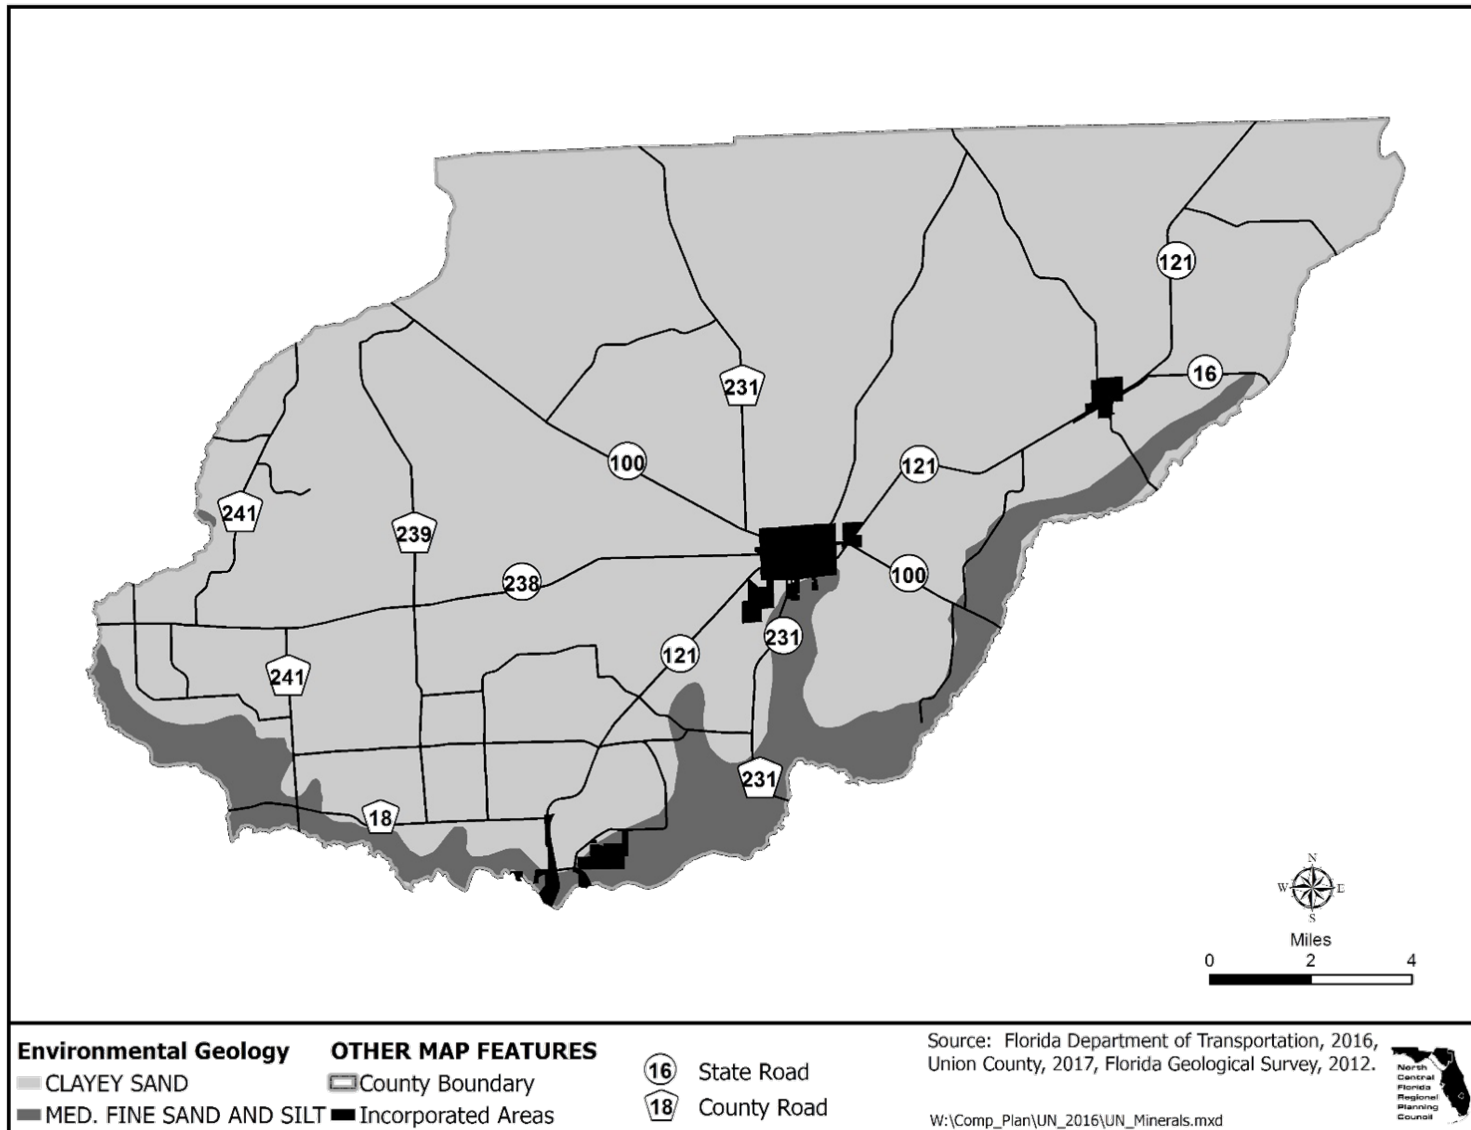 121
16
231
100
121
241
239
100
238
231
121
241
231
18
N
W E
S
Miles
0 2 4
Environmental Geology
CLAYEY SAND
MED. FINE SAND AND SILT
OTHER MAP FEATURES
County Boundary
Incorporated Areas
16 State Road
18 County Road
Source: Florida Department of Transportation, 2016,
Union County, 2017, Florida Geological Survey, 2012.
W:\Comp_Plan\UN_2016\UN_Minerals.mxd
North
Central
Florida
Regional
Planning
Council